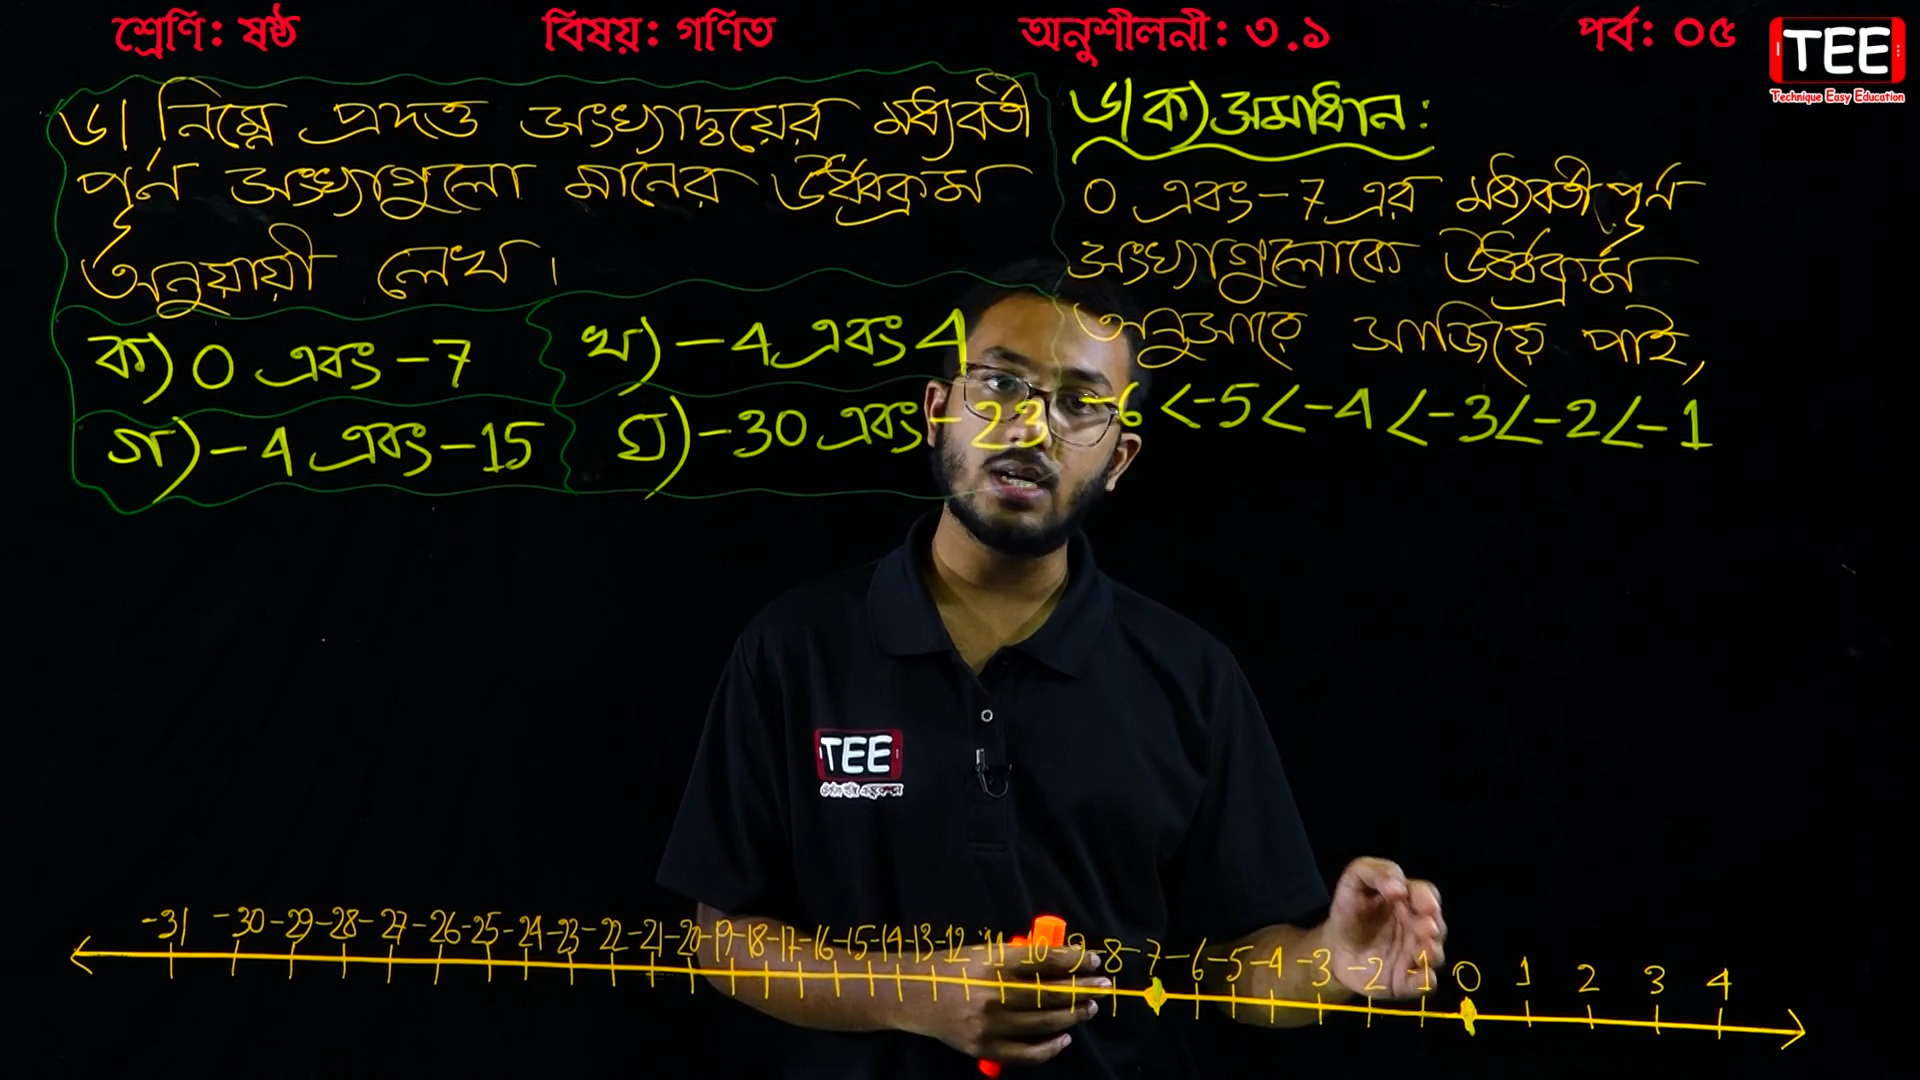 শ্রেণি: ষষ্ঠ বিষয়: গণিত অনুশীলনী: ৩.১ পর্ব: ০৫
TEE
Technique Easy Education
৬। নিম্নে প্রদত্ত সংখ্যাদ্বয়ের মধ্যবর্তী
পূর্ণ সংখ্যাগুলো মানের উর্ধ্বক্রম
অনুযায়ী লেখ।
ক) 0 এবং -7 খ) -4 এবং 4
গ) -4 এবং -15 ঘ) -30 এবং -23
৬। ক) সমাধান:
0 এবং -7 এর মধ্যবর্তী পূর্ণ
সংখ্যাগুলোকে উর্ধ্বক্রম
অনুসারে সাজিয়ে পাই,
-6 < -5 < -4 < -3 < -2 < -1
TEE
-31 -30 -29 -28 -27 -26 -25 -24 -23 -22 -21 -20 -19 -18 -17 -16 -15 -14 -13 -12 -11 -10 -9 -8 -7 -6 -5 -4 -3 -2 -1 0 1 2 3 4